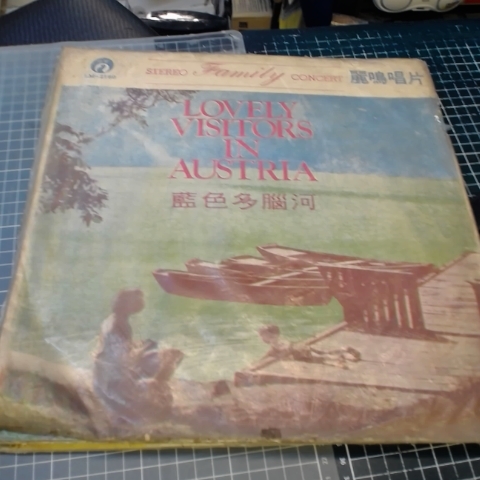 STEREO & Family CONCERT 麗鳴唱片
LOVELY
VISITORS
IN
AUSTRIA
藍色多腦河